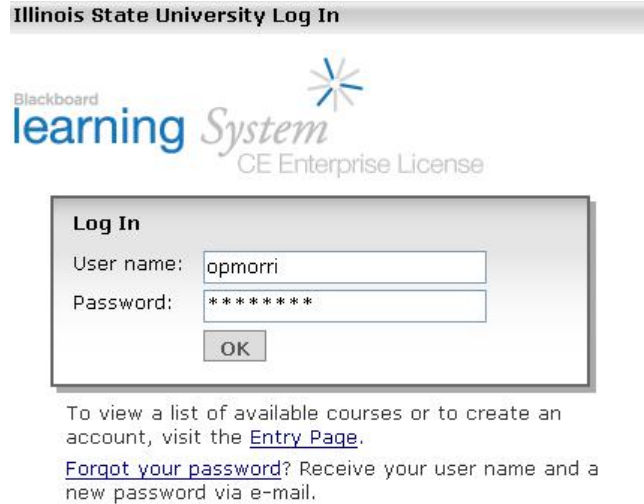 Illinois State University Log In
Blackboard
learning System
CE Enterprise License
Log In
User name: opmorri
Password: ********
OK
To view a list of available courses or to create an
account, visit the Entry Page.
Forgot your password? Receive your user name and a
new password via e-mail.